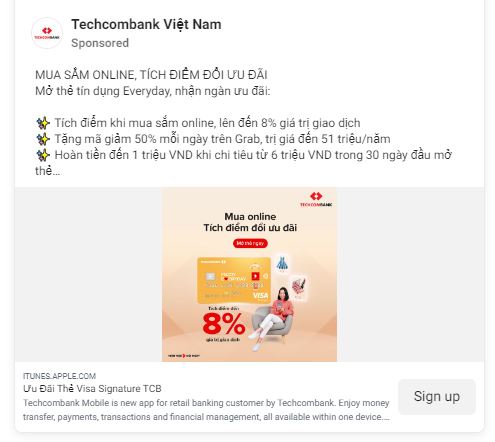 Techcombank Việt Nam
Sponsored
MUA SẮM ONLINE, TÍCH ĐIỂM ĐỔI ƯU ĐÃI
Mở thẻ tín dụng Everyday, nhận ngàn ưu đãi:
✨ Tích điểm khi mua sắm online, lên đến 8% giá trị giao dịch
✨ Tặng mã giảm 50% mỗi ngày trên Grab, trị giá đến 51 triệu/năm
✨ Hoàn tiền đến 1 triệu VND khi chi tiêu từ 6 triệu VND trong 30 ngày đầu mở
thẻ...
TECHCOMBANK
Mua online
Tích điểm đổi ưu đãi
Mở thẻ ngay
VISA
Tích điểm đến
8%
giá trị giao dịch
ITUNES.APPLE.COM
Ưu Đãi Thẻ Visa Signature TCB
Techcombank Mobile is new app for retail banking customer by Techcombank. Enjoy money
transfer, payments, transactions and financial management, all available within one device....
Sign up